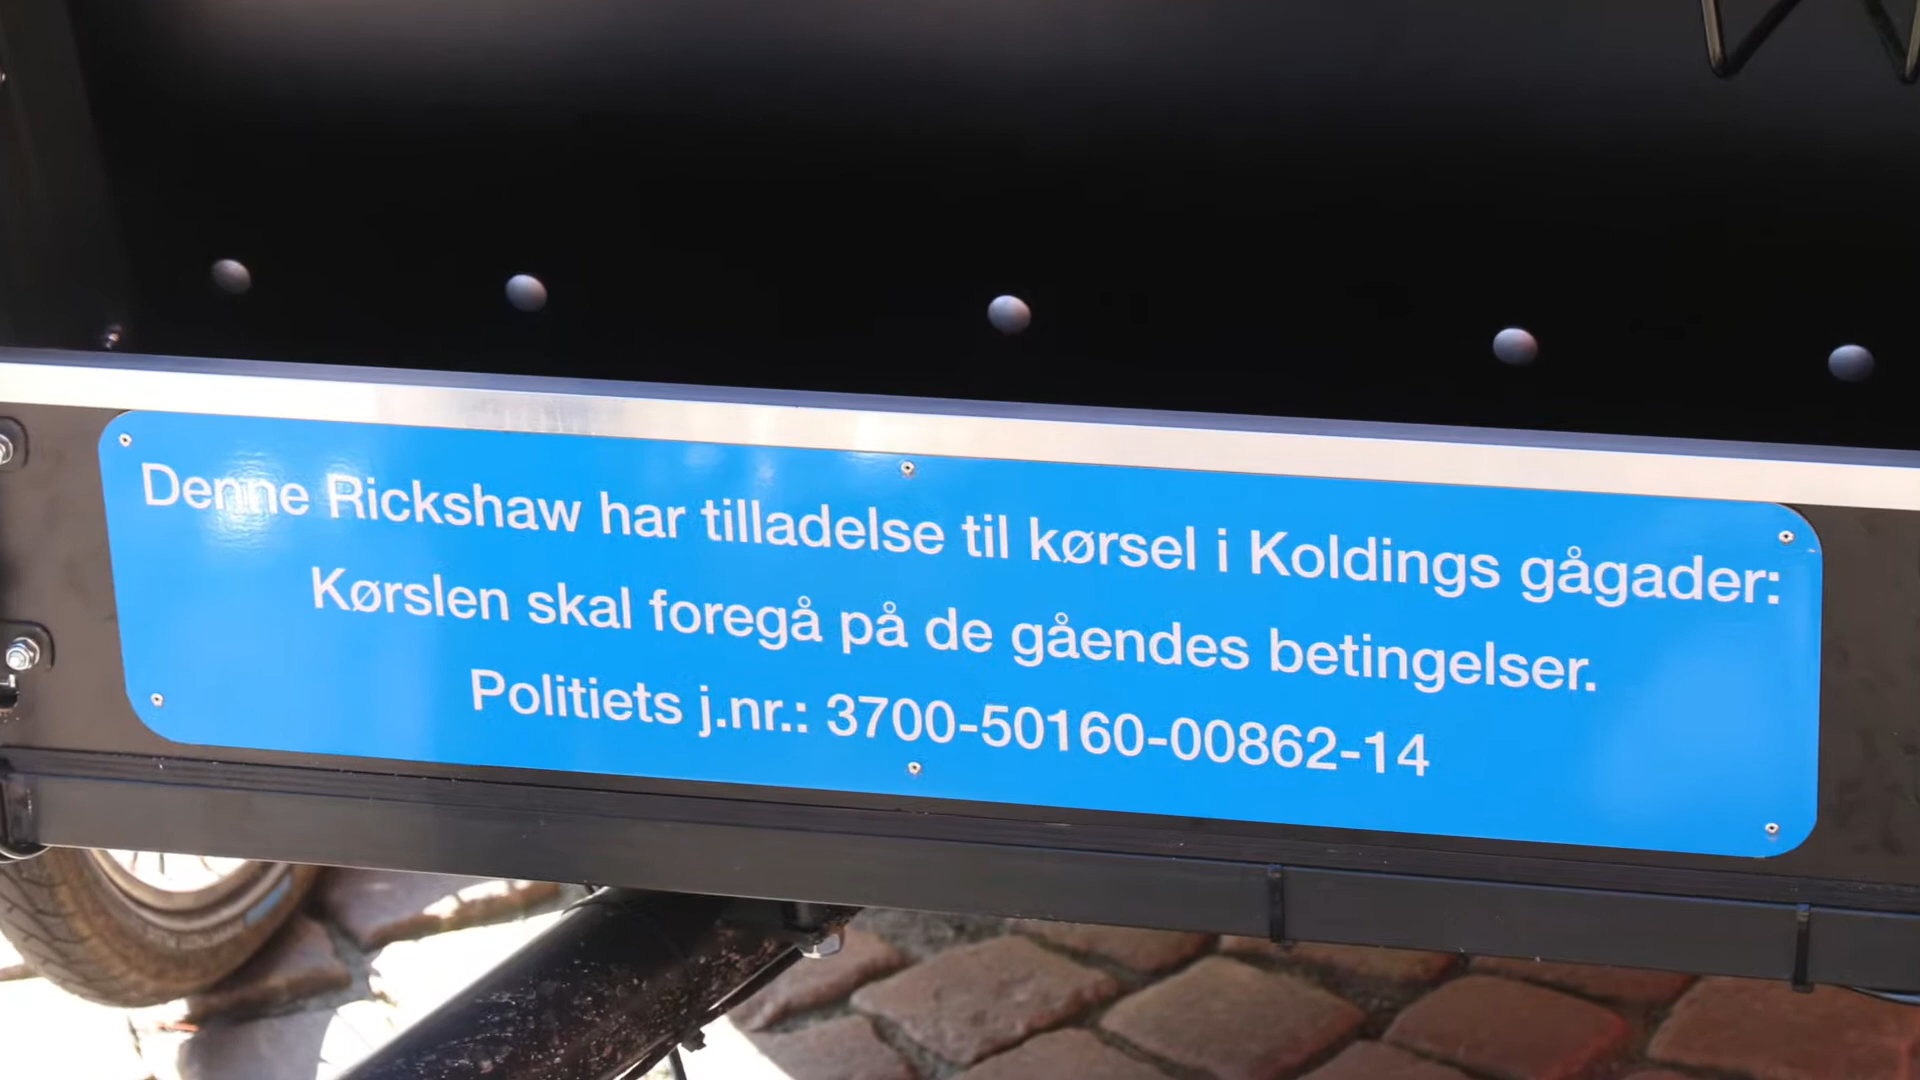 Denne Rickshaw har tilladelse til kørsel i Koldings gågader:
Kørslen skal foregå på de gåendes betingelser.
Politiets j.nr.: 3700-50160-00862-14